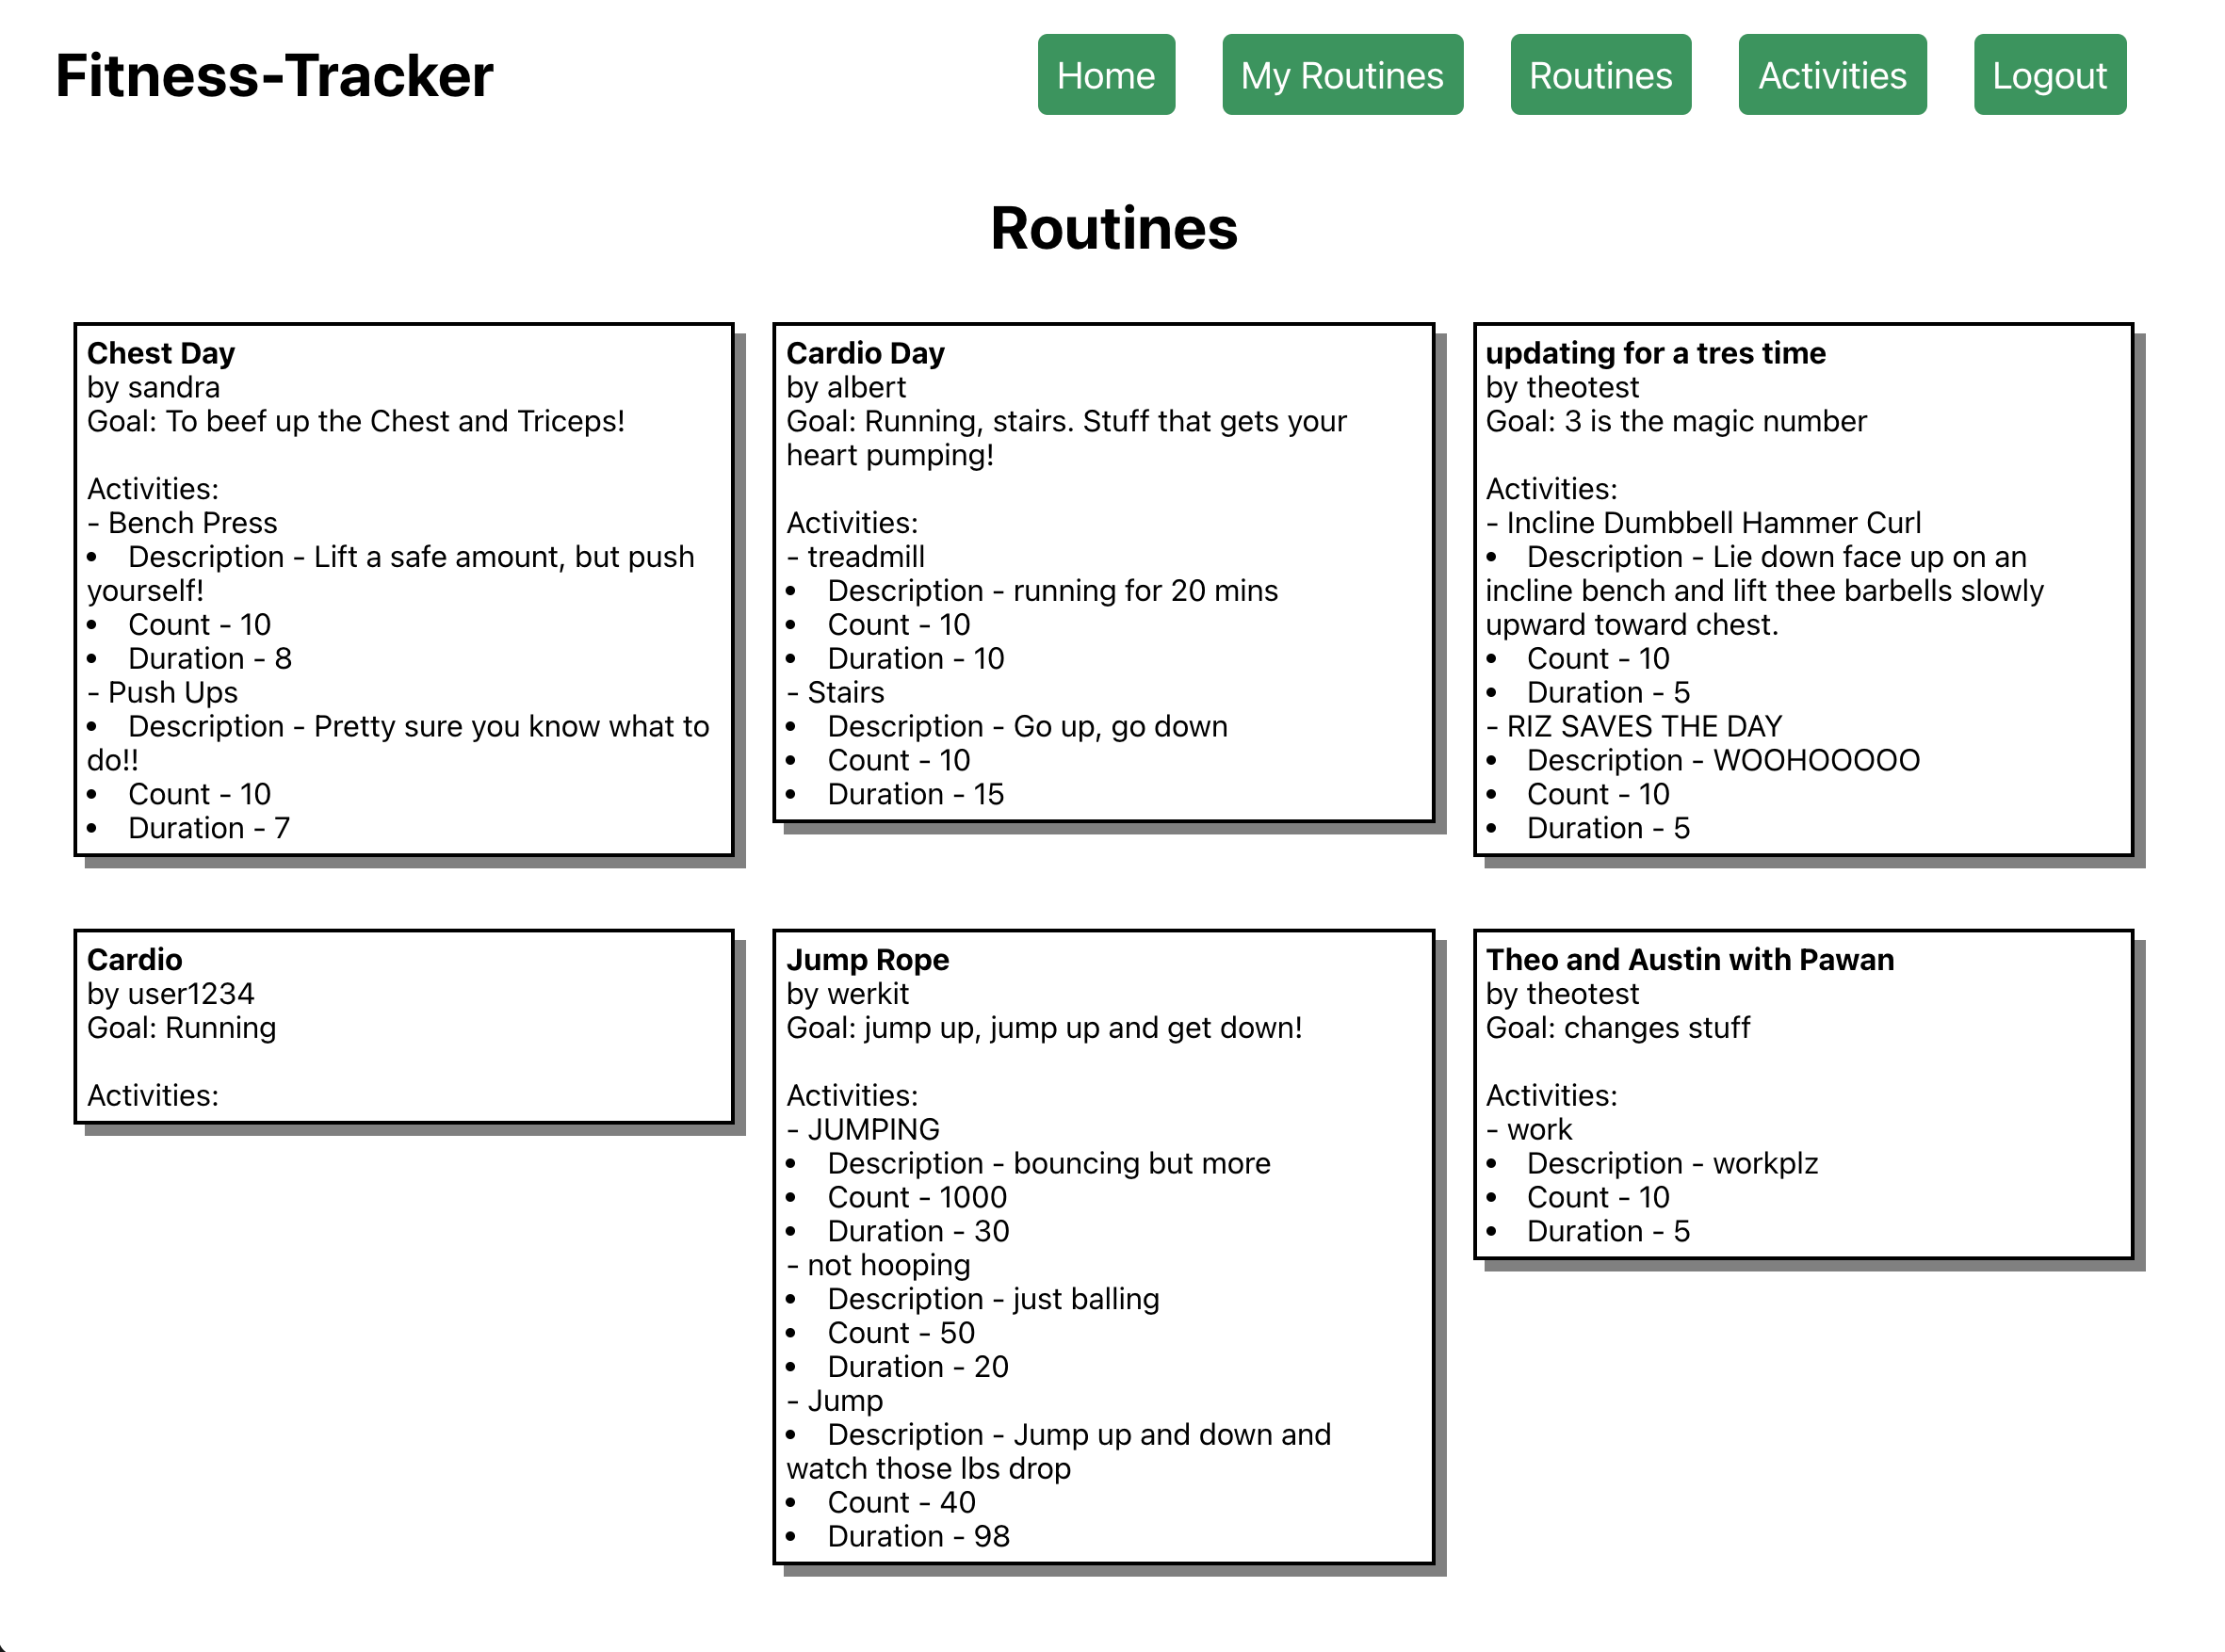 Fitness-Tracker
Home
My Routines
Routines
Activities
Logout
Routines
Chest Day
by sandra
Goal: To beef up the Chest and Triceps!
Activities:
- Bench Press
• Description - Lift a safe amount, but push
yourself!
• Count - 10
• Duration - 8
- Push Ups
• Description - Pretty sure you know what to
do!!
• Count - 10
• Duration - 7
Cardio Day
by albert
Goal: Running, stairs. Stuff that gets your
heart pumping!
Activities:
- treadmill
• Description - running for 20 mins
• Count - 10
• Duration - 10
- Stairs
• Description - Go up, go down
• Count - 10
• Duration - 15
updating for a tres time
by theotest
Goal: 3 is the magic number
Activities:
- Incline Dumbbell Hammer Curl
• Description - Lie down face up on an
incline bench and lift thee barbells slowly
upward toward chest.
• Count - 10
• Duration - 5
- RIZ SAVES THE DAY
• Description - WOOHOOOOO
• Count - 10
• Duration - 5
Cardio
by user1234
Goal: Running
Activities:
Jump Rope
by werkit
Goal: jump up, jump up and get down!
Activities:
- JUMPING
• Description - bouncing but more
• Count - 1000
• Duration - 30
- not hooping
• Description - just balling
• Count - 50
• Duration - 20
- Jump
• Description - Jump up and down and
watch those lbs drop
• Count - 40
• Duration - 98
Theo and Austin with Pawan
by theotest
Goal: changes stuff
Activities:
- work
• Description - workplz
• Count - 10
• Duration - 5